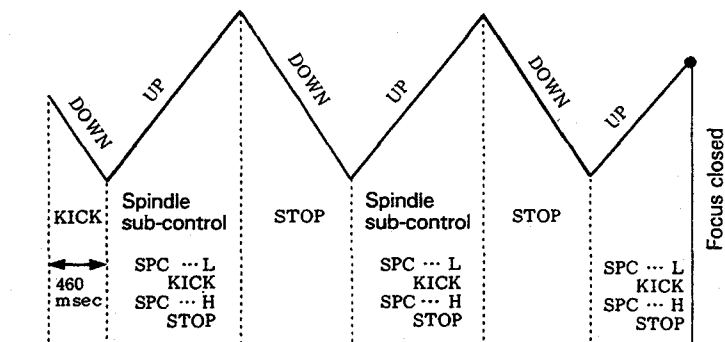 DOWN
UP
DOWN
UP
DOWN
UP
Focus closed
KICK
Spindle
sub-control
STOP
Spindle
sub-control
STOP
460
msec
SPC ··· L
KICK
SPC ··· H
STOP
SPC ··· L
KICK
SPC ··· H
STOP
SPC ··· L
KICK
SPC ··· H
STOP